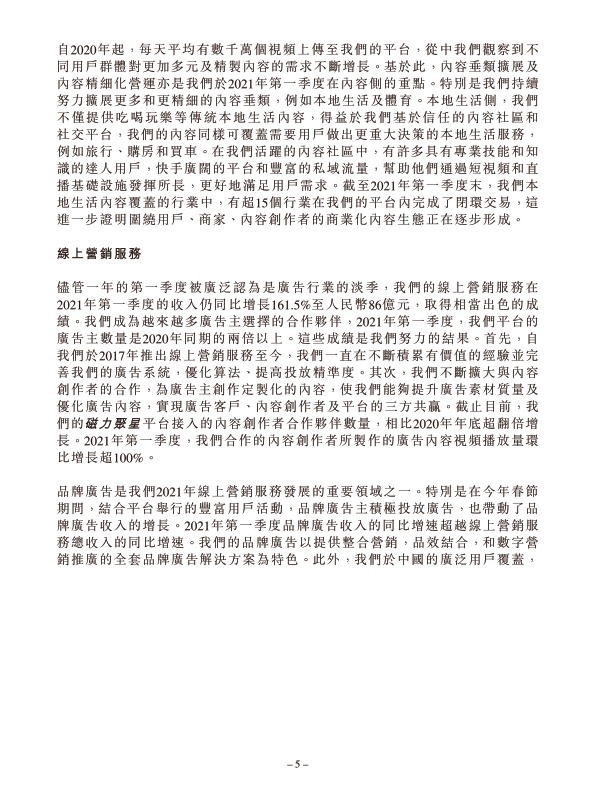 自2020年起，每天平均有數千萬個視頻上傳至我們的平台，從中我們觀察到不
同用戶群體對更加多元及精製內容的需求不斷增長。基於此，內容垂類擴展及
內容精細化營運亦是我們於2021年第一季度在內容側的重點。特別是我們持續
努力擴展更多和更精細的內容垂類，例如本地生活及體育。本地生活側，我們
不僅提供吃喝玩樂等傳統本地生活內容，得益於我們基於信任的內容社區和
社交平台，我們的內容同樣可覆蓋需要用戶做出更重大決策的本地生活服務，
例如旅行、購房和買車。在我們活躍的內容社區中，有許多具有專業技能和知
識的達人用戶，快手廣闊的平台和豐富的私域流量，幫助他們通過短視頻和直
播基礎設施發揮所長，更好地滿足用戶需求。截至2021年第一季度末，我們本
地生活內容覆蓋的行業中，有超15個行業在我們的平台內完成了閉環交易，這
進一步證明圍繞用戶、商家、內容創作者的商業化內容生態正在逐步形成。
線上營銷服務
儘管一年的第一季度被廣泛認為是廣告行業的淡季，我們的線上營銷服務在
2021年第一季度的收入仍同比增長161.5%至人民幣86億元，取得相當出色的成
績。我們成為越來越多廣告主選擇的合作夥伴，2021年第一季度，我們平台的
廣告主數量是2020年同期的兩倍以上。這些成績是我們努力的結果。首先，自
我們於2017年推出線上營銷服務至今，我們一直在不斷積累有價值的經驗並完
善我們的廣告系統，優化算法、提高投放精準度。其次，我們不斷擴大與內容
創作者的合作，為廣告主創作定製化的內容，使我們能夠提升廣告素材質量及
優化廣告內容，實現廣告客戶、內容創作者及平台的三方共贏。截止目前，我
們的磁力聚星平台接入的內容創作者合作夥伴數量，相比2020年年底超翻倍增
長。2021年第一季度，我們合作的內容創作者所製作的廣告內容視頻播放量環
比增長超100%。
品牌廣告是我們2021年線上營銷服務發展的重要領域之一。特別是在今年春節
期間，結合平台舉行的豐富用戶活動，品牌廣告主積極投放廣告，也帶動了品
牌廣告收入的增長。2021年第一季度品牌廣告收入的同比增速超越線上營銷服
務總收入的同比增速。我們的品牌廣告以提供整合營銷，品效結合，和數字營
銷推廣的全套品牌廣告解決方案為特色。此外，我們於中國的廣泛用戶覆蓋，
– 5 –